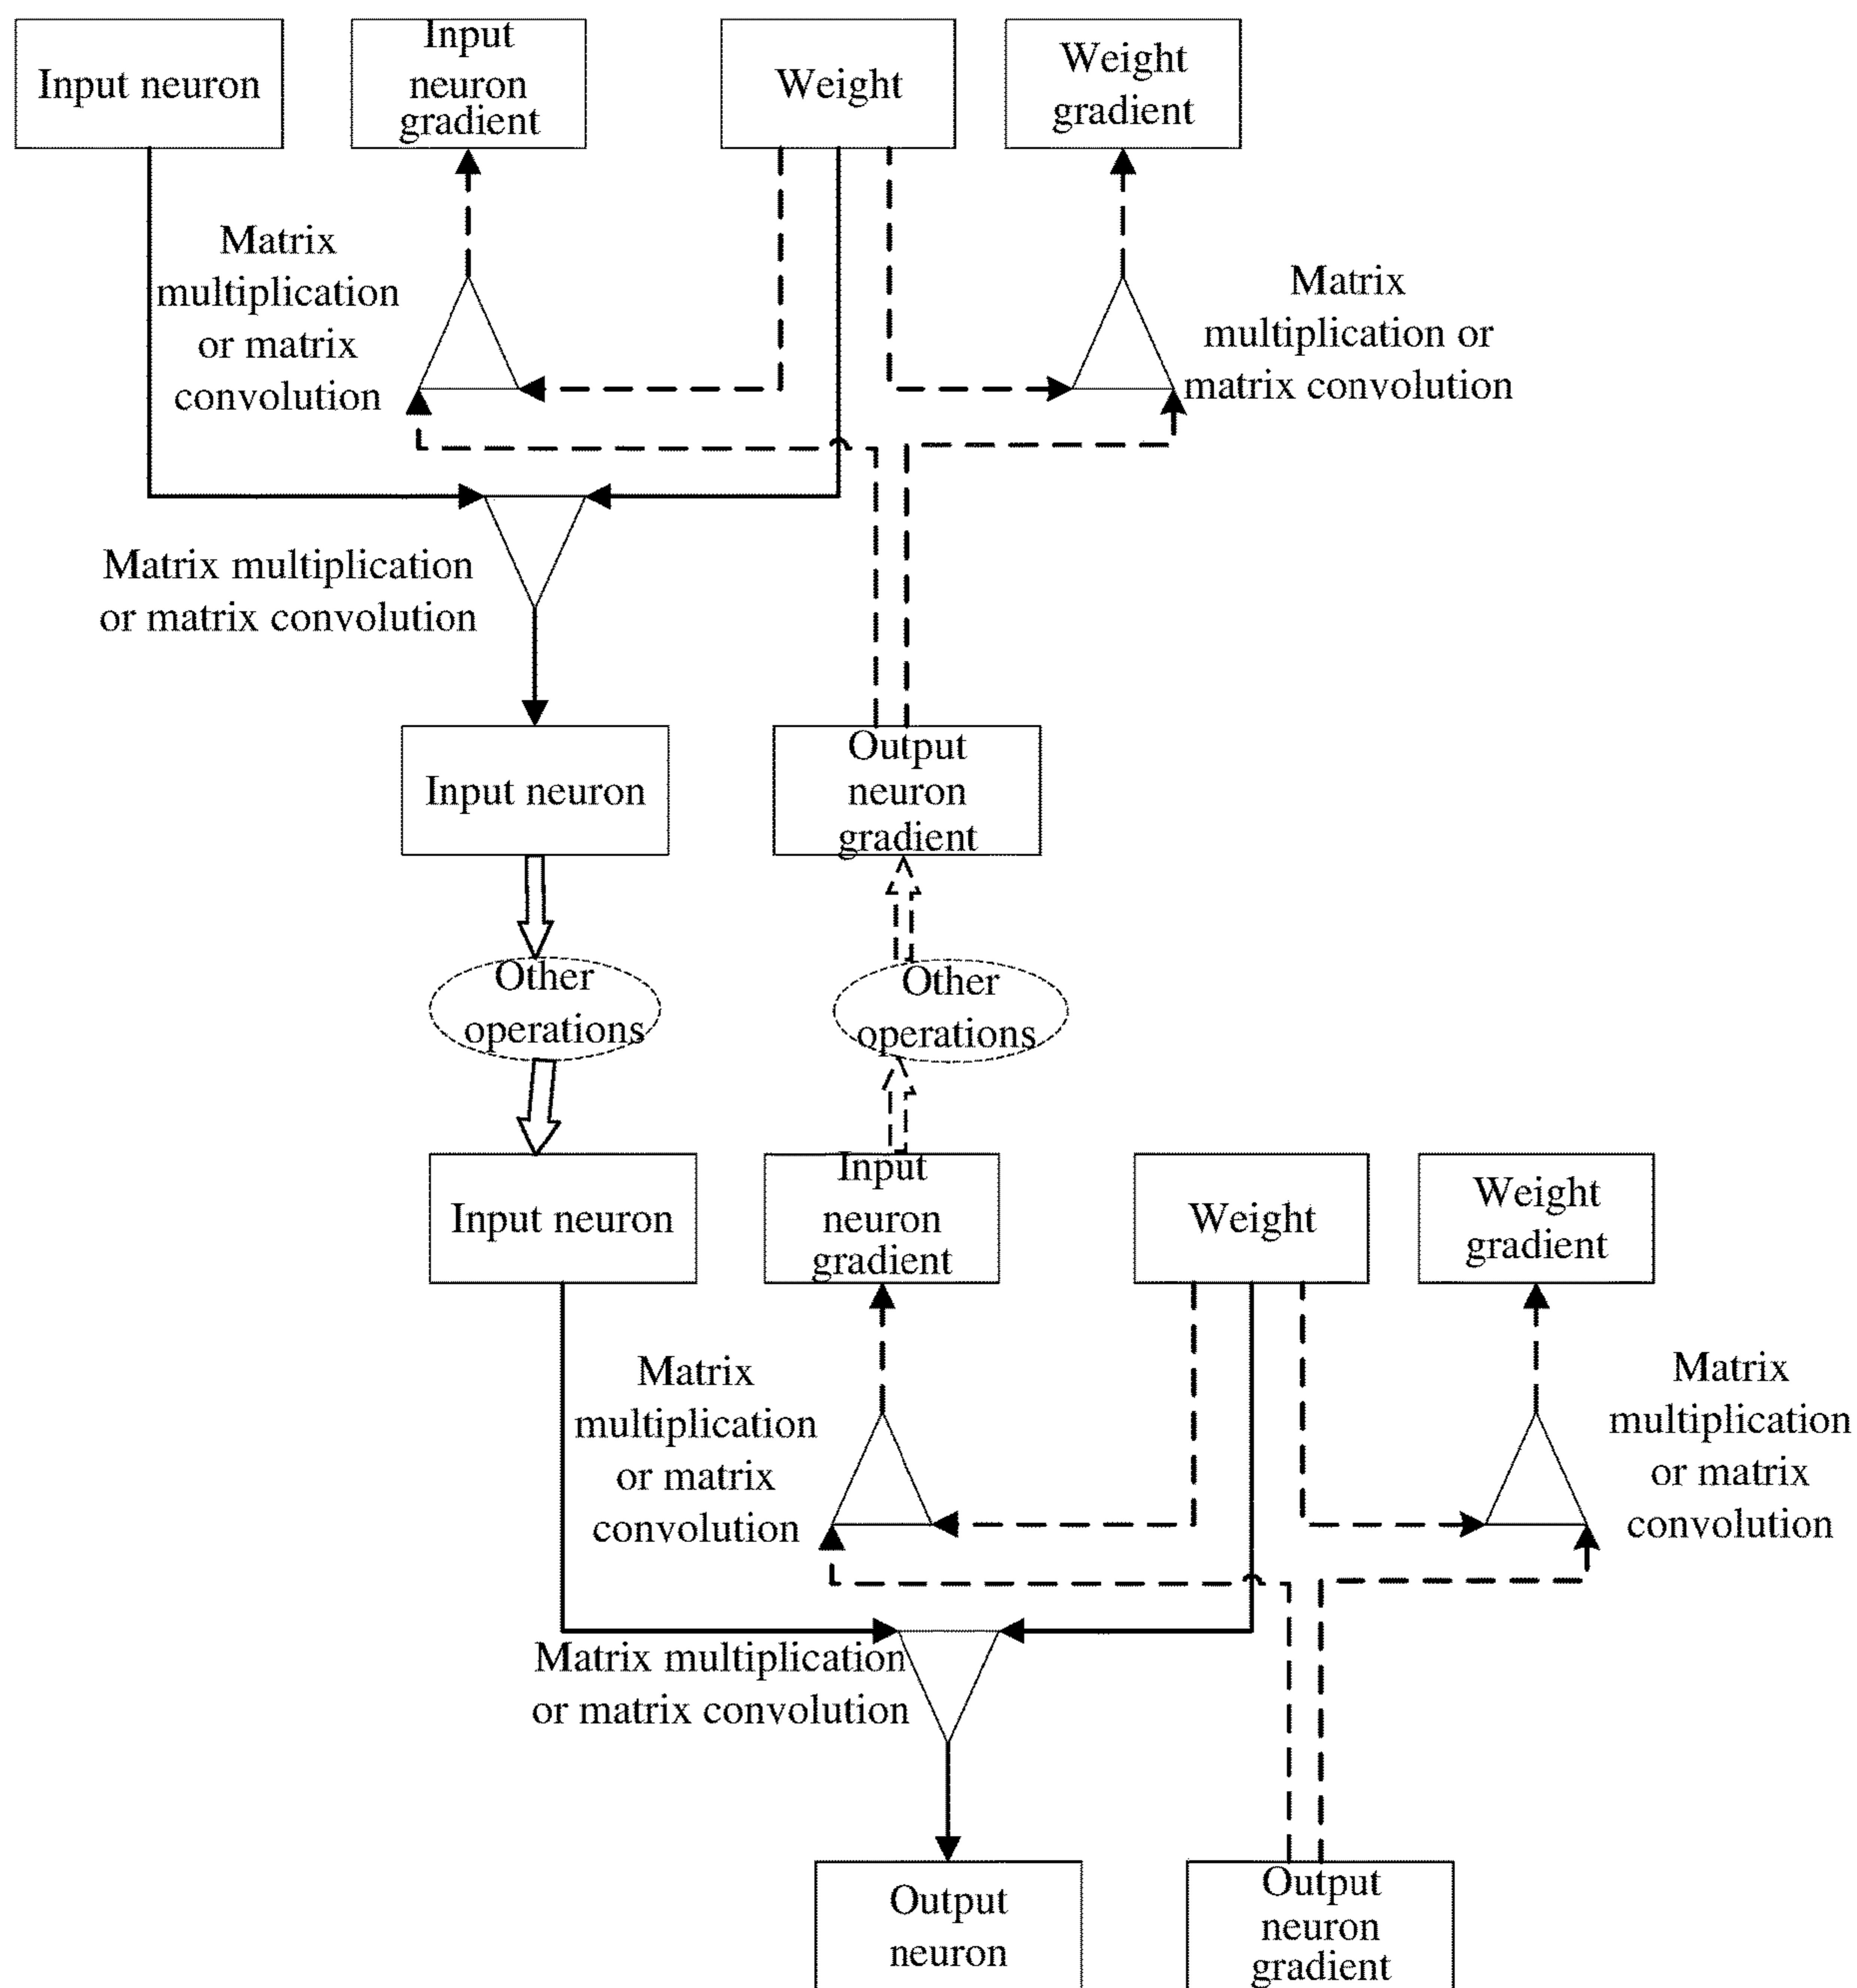 Input neuron
Input
neuron
gradient
Weight
Weight
gradient
Matrix
multiplication
or matrix
convolution
Matrix
multiplication or
matrix convolution
Matrix multiplication
or matrix convolution
Input neuron
Output
neuron
gradient
Other
operations
Other
operations
Input neuron
Input
neuron
gradient
Weight
Weight
gradient
Matrix
multiplication
or matrix
convolution
Matrix
multiplication
or matrix
convolution
Matrix multiplication
or matrix convolution
Output
neuron
Output
neuron
gradient